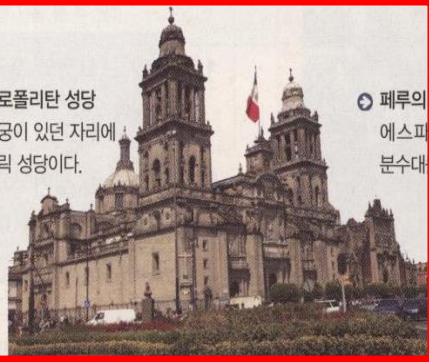 로폴리탄 성당
궁이 있던 자리에
릭 성당이다.
페루의
에스파
분수대